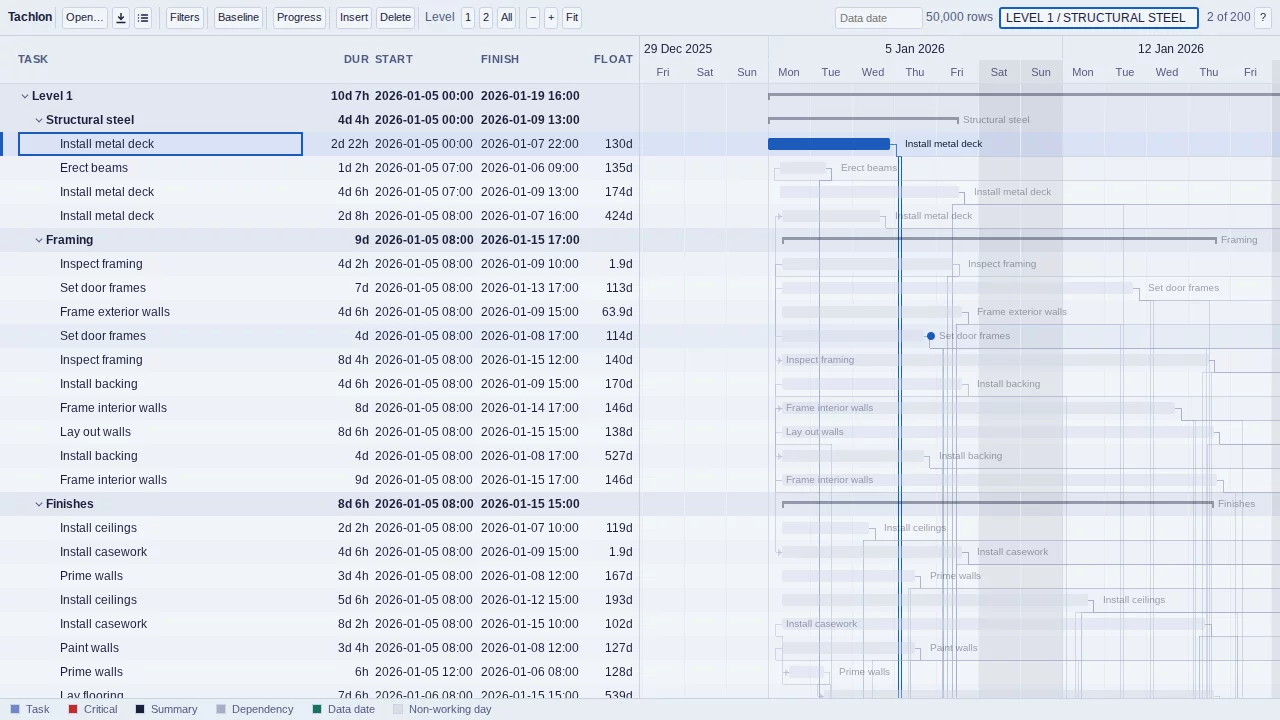 Tachlon Open... Filters Baseline Progress Insert Delete Level 1 2 All − + Fit Data date 50,000 rows LEVEL 1 / STRUCTURAL STEEL 2 of 200 ?
29 Dec 2025 5 Jan 2026 12 Jan 2026
TASK DUR START FINISH FLOAT
Fri Sat Sun Mon Tue Wed Thu Fri Sat Sun Mon Tue Wed Thu Fri
Level 1 10d 7h 2026-01-05 00:00 2026-01-19 16:00
Structural steel 4d 4h 2026-01-05 00:00 2026-01-09 13:00 Structural steel
Install metal deck 2d 22h 2026-01-05 00:00 2026-01-07 22:00 130d Install metal deck
Erect beams 1d 2h 2026-01-05 07:00 2026-01-06 09:00 135d Erect beams
Install metal deck 4d 6h 2026-01-05 07:00 2026-01-09 13:00 174d Install metal deck
Install metal deck 2d 8h 2026-01-05 08:00 2026-01-07 16:00 424d Install metal deck
Framing 9d 2026-01-05 08:00 2026-01-15 17:00 Framing
Inspect framing 4d 2h 2026-01-05 08:00 2026-01-09 10:00 1.9d Inspect framing
Set door frames 7d 2026-01-05 08:00 2026-01-13 17:00 113d Set door frames
Frame exterior walls 4d 6h 2026-01-05 08:00 2026-01-09 15:00 63.9d Frame exterior walls
Set door frames 4d 2026-01-05 08:00 2026-01-08 17:00 114d Set door frames
Inspect framing 8d 4h 2026-01-05 08:00 2026-01-15 12:00 140d Inspect framing
Install backing 4d 6h 2026-01-05 08:00 2026-01-09 15:00 170d Install backing
Frame interior walls 8d 2026-01-05 08:00 2026-01-14 17:00 146d Frame interior walls
Lay out walls 8d 6h 2026-01-05 08:00 2026-01-15 15:00 138d Lay out walls
Install backing 4d 2026-01-05 08:00 2026-01-08 17:00 527d Install backing
Frame interior walls 9d 2026-01-05 08:00 2026-01-15 17:00 146d Frame interior walls
Finishes 8d 6h 2026-01-05 08:00 2026-01-15 15:00 Finishes
Install ceilings 2d 2h 2026-01-05 08:00 2026-01-07 10:00 119d Install ceilings
Install casework 4d 6h 2026-01-05 08:00 2026-01-09 15:00 1.9d Install casework
Prime walls 3d 4h 2026-01-05 08:00 2026-01-08 12:00 167d Prime walls
Install ceilings 5d 6h 2026-01-05 08:00 2026-01-12 15:00 193d Install ceilings
Install casework 8d 2h 2026-01-05 08:00 2026-01-15 10:00 102d Install casework
Paint walls 3d 4h 2026-01-05 08:00 2026-01-08 12:00 127d Paint walls
Prime walls 6h 2026-01-05 12:00 2026-01-06 08:00 128d Prime walls
Lay flooring 7d 6h 2026-01-06 08:00 2026-01-15 15:00 539d
Task Critical Summary Dependency Data date Non-working day